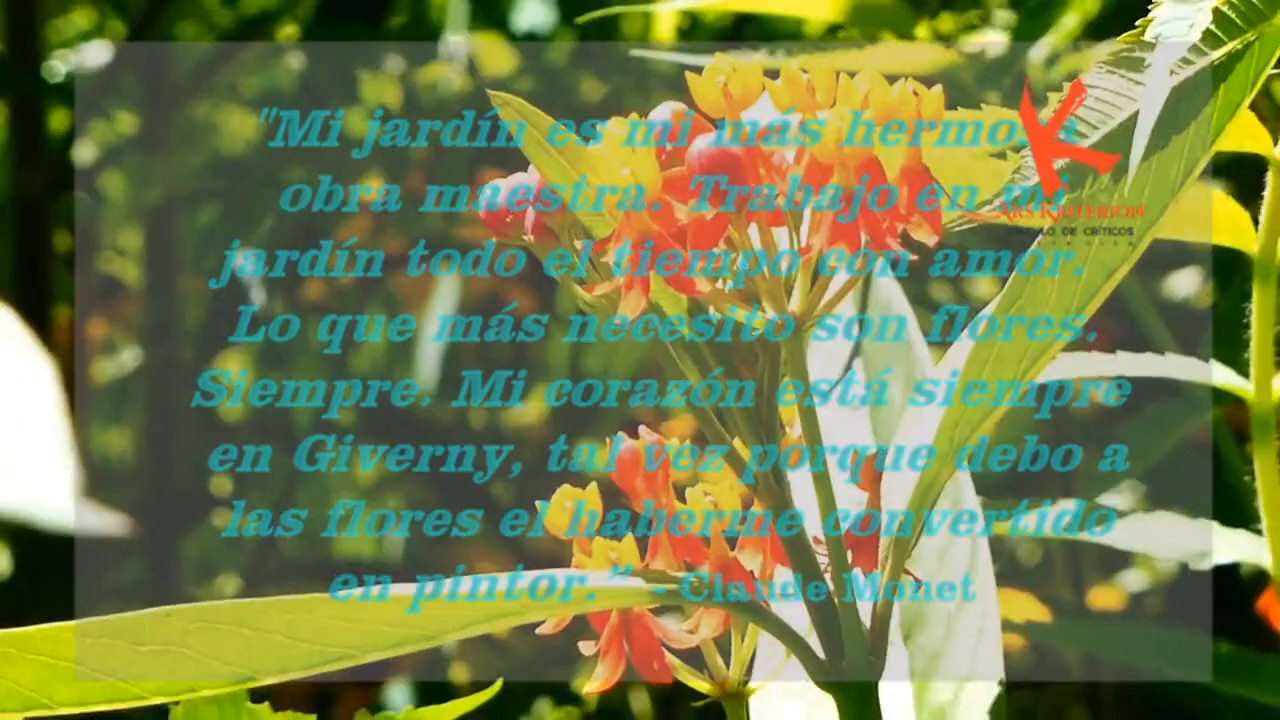 "Mi jardín es mi más hermosa
obra maestra. Trabajo en mi
jardín todo el tiempo con amor.
Lo que más necesito son flores.
Siempre. Mi corazón está siempre
en Giverny, tal vez porque debo a
las flores el haberme convertido
en pintor.” - Claude Monet
K
ARS KRITERION
DE CRÍTICOS